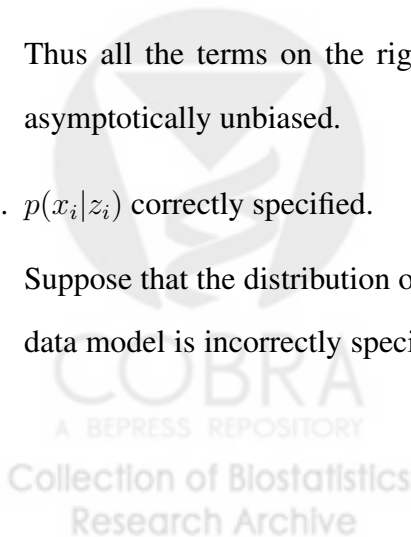 Thus all the terms on the rig
asymptotically unbiased.
. p(x_i|z_i) correctly specified.
Suppose that the distribution o
data model is incorrectly speci
COBRA
A BEPRESS REPOSITORY
Collection of Biostatistics
Research Archive